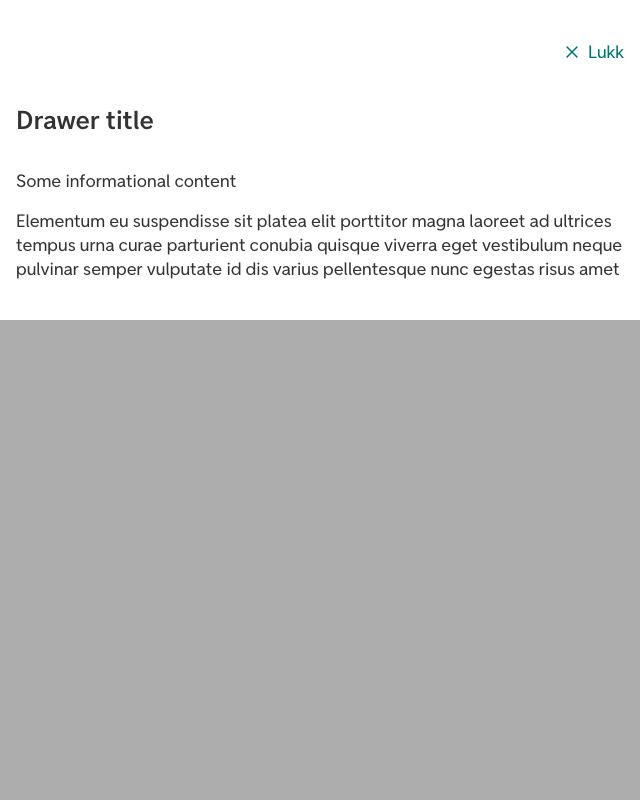 Lukk
Drawer title
Some informational content
Elementum eu suspendisse sit platea elit porttitor magna laoreet ad ultrices
tempus urna curae parturient conubia quisque viverra eget vestibulum neque
pulvinar semper vulputate id dis varius pellentesque nunc egestas risus amet